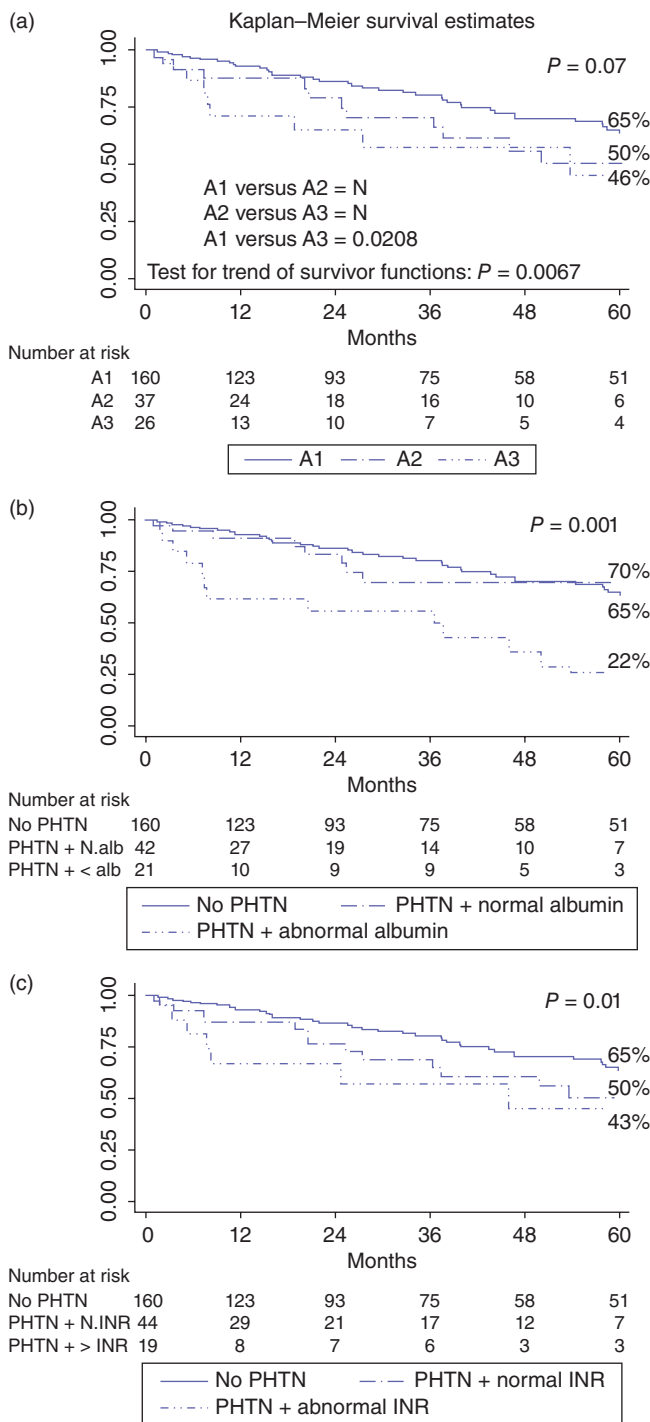 (a)
Kaplan–Meier survival estimates
1.00
0.75
0.50
0.25
0.00
P = 0.07
65%
50%
46%
A1 versus A2 = N
A2 versus A3 = N
A1 versus A3 = 0.0208
Test for trend of survivor functions: P = 0.0067
0 12 24 36 48 60
Months
Number at risk
A1 160 123 93 75 58 51
A2 37 24 18 16 10 6
A3 26 13 10 7 5 4
A1 A2 A3
(b)
1.00
0.75
0.50
0.25
0.00
P = 0.001
70%
65%
22%
0 12 24 36 48 60
Months
Number at risk
No PHTN 160 123 93 75 58 51
PHTN + N.alb 42 27 19 14 10 7
PHTN + < alb 21 10 9 9 5 3
No PHTN PHTN + normal albumin
PHTN + abnormal albumin
(c)
1.00
0.75
0.50
0.25
0.00
P = 0.01
65%
50%
43%
0 12 24 36 48 60
Months
Number at risk
No PHTN 160 123 93 75 58 51
PHTN + N.INR 44 29 21 17 12 7
PHTN + > INR 19 8 7 6 3 3
No PHTN PHTN + normal INR
PHTN + abnormal INR